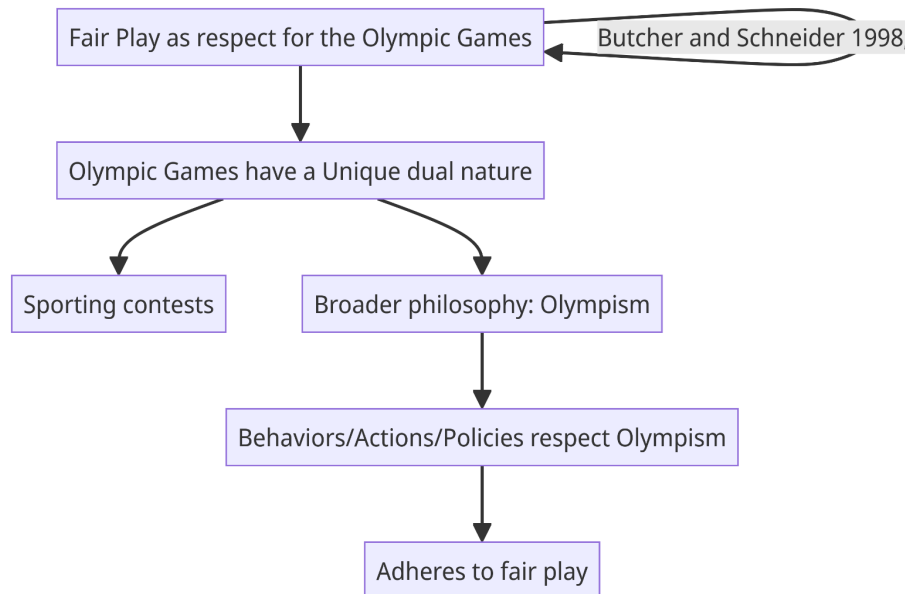 Fair Play as respect for the Olympic Games
Butcher and Schneider 1998,
Olympic Games have a Unique dual nature
Sporting contests
Broader philosophy: Olympism
Behaviors/Actions/Policies respect Olympism
Adheres to fair play